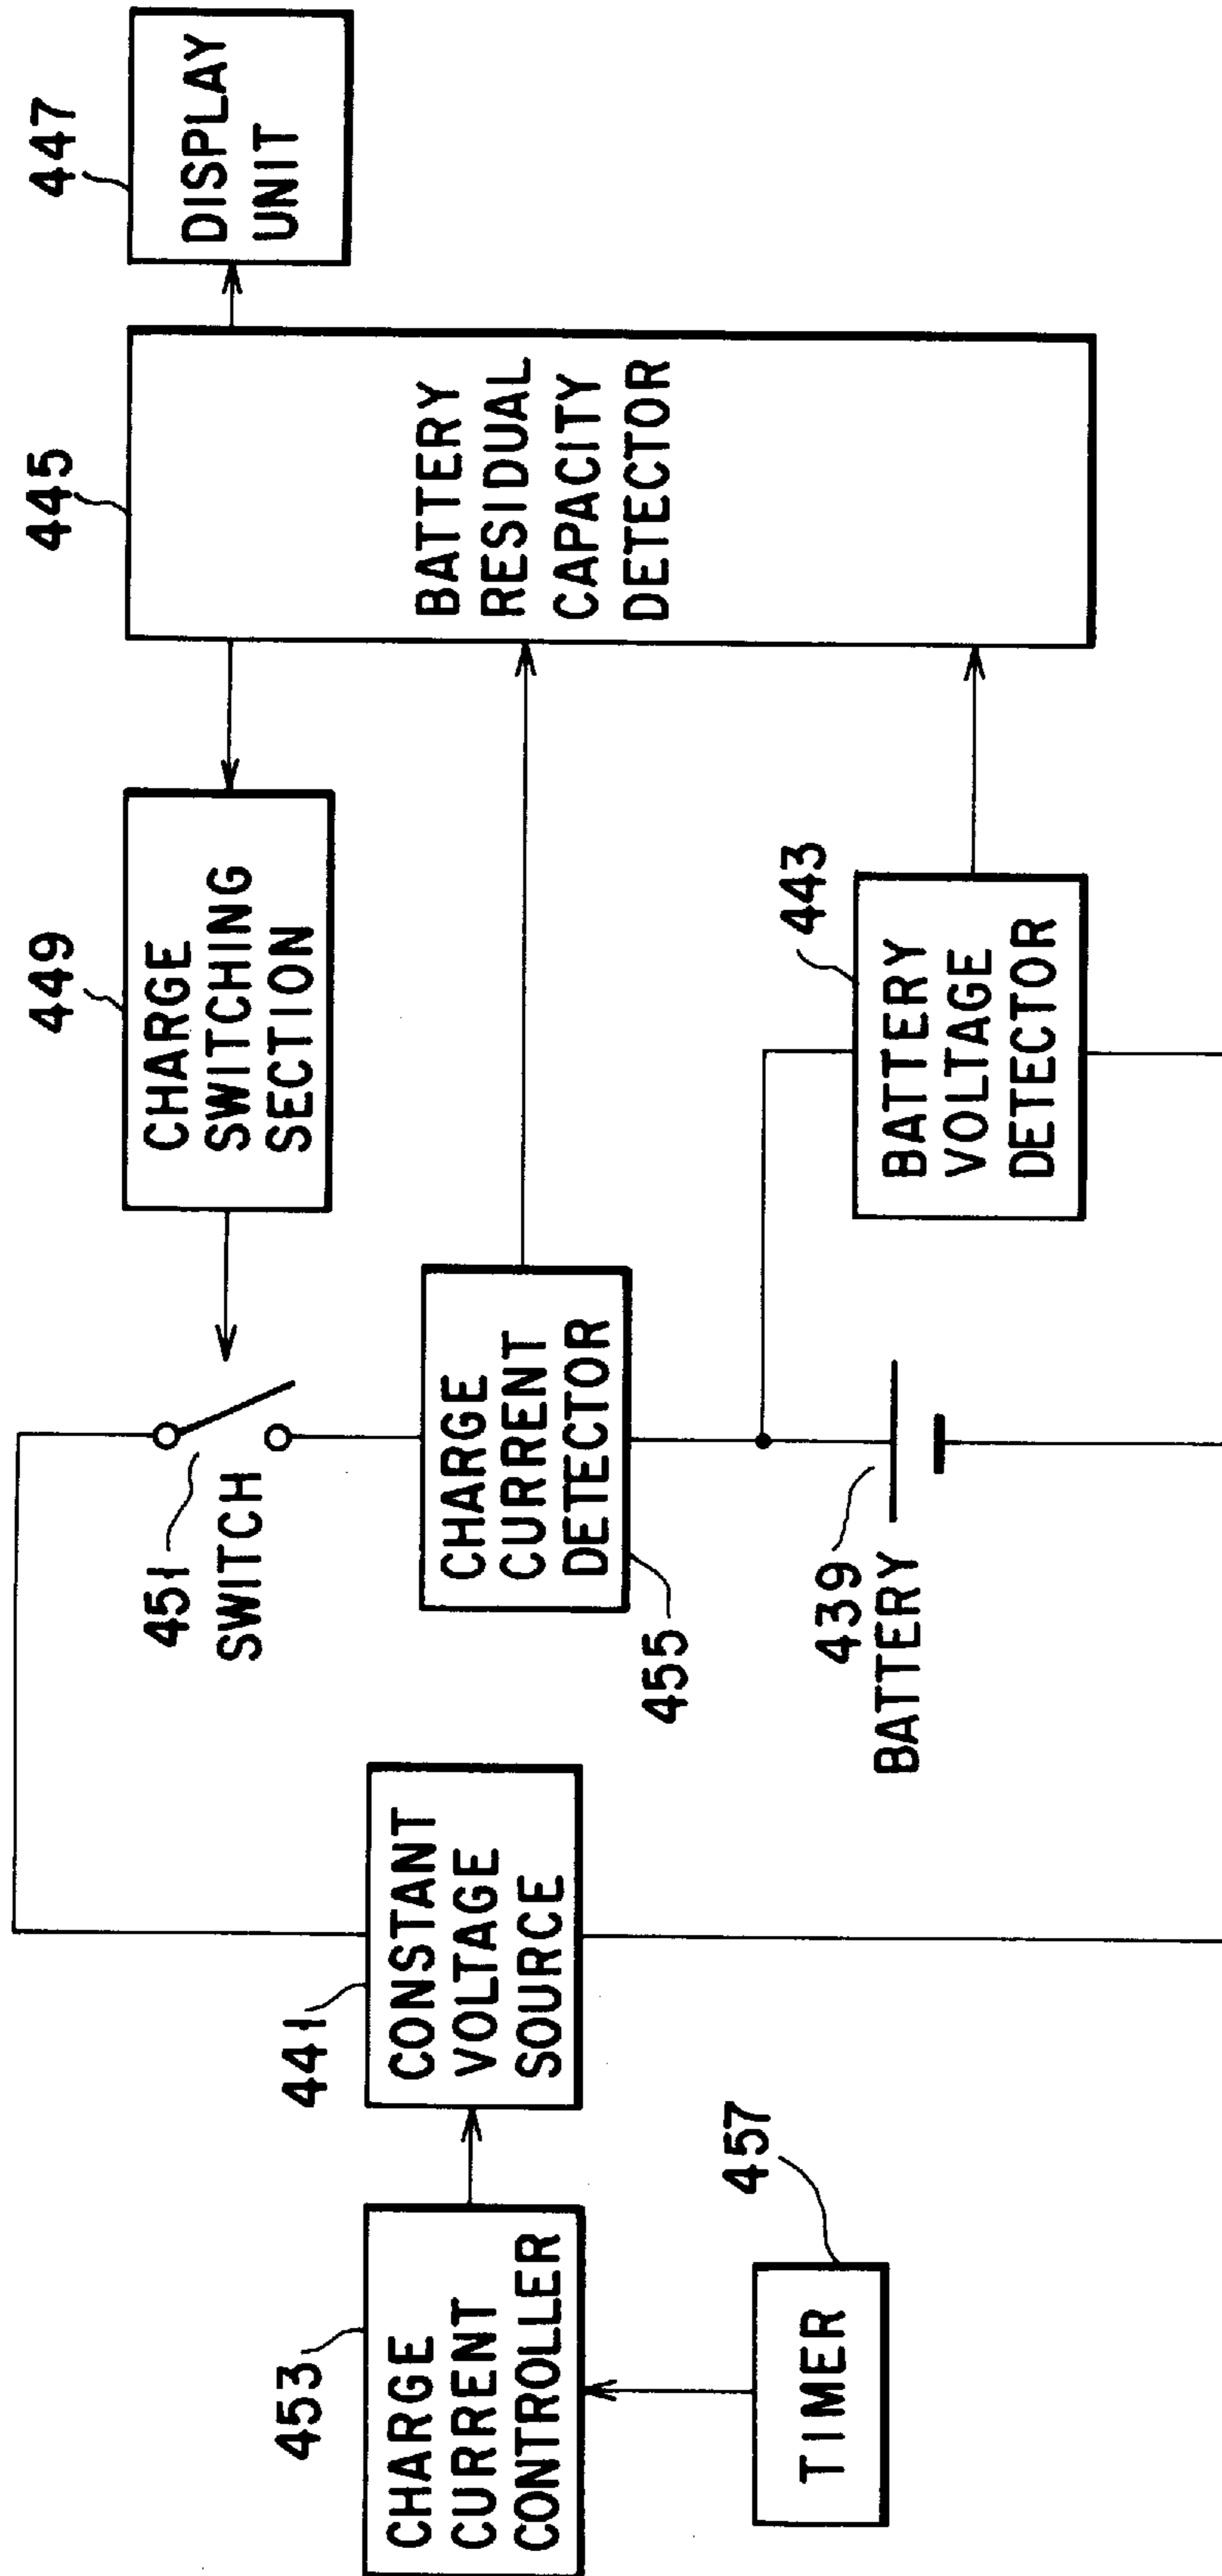 447
DISPLAY
UNIT
445
BATTERY
RESIDUAL
CAPACITY
DETECTOR
449
CHARGE
SWITCHING
SECTION
443
BATTERY
VOLTAGE
DETECTOR
451
SWITCH
CHARGE
CURRENT
DETECTOR
455
439
BATTERY
441
CONSTANT
VOLTAGE
SOURCE
453
CHARGE
CURRENT
CONTROLLER
457
TIMER